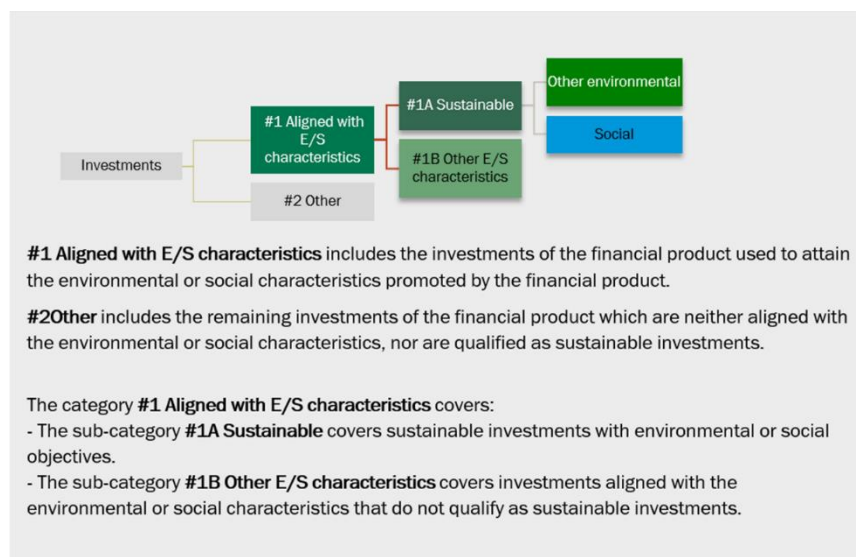 Other environmental
#1A Sustainable
#1 Aligned with
E/S
characteristics
Social
#1B Other E/S
characteristics
Investments
#2 Other
#1 Aligned with E/S characteristics includes the investments of the financial product used to attain
the environmental or social characteristics promoted by the financial product.
#2Other includes the remaining investments of the financial product which are neither aligned with
the environmental or social characteristics, nor are qualified as sustainable investments.
The category #1 Aligned with E/S characteristics covers:
- The sub-category #1A Sustainable covers sustainable investments with environmental or social
objectives.
- The sub-category #1B Other E/S characteristics covers investments aligned with the
environmental or social characteristics that do not qualify as sustainable investments.